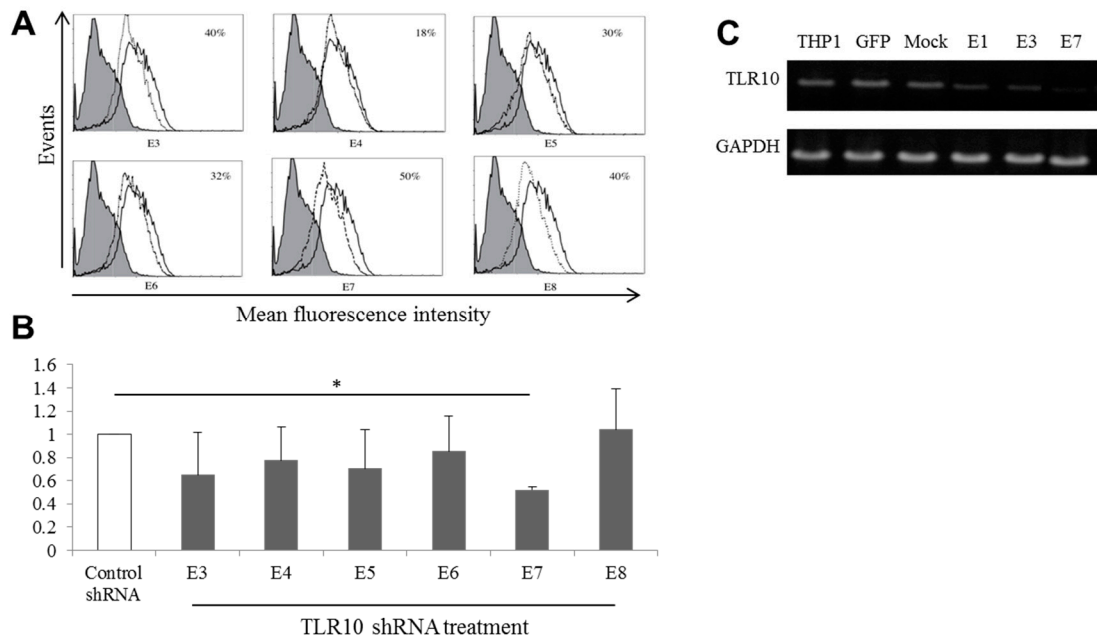 A
Events
40%
E3
18%
E4
30%
E5
32%
E6
50%
E7
40%
E8
Mean fluorescence intensity
B
1.6
1.4
1.2
1
0.8
0.6
0.4
0.2
0
*
Control
shRNA
E3 E4 E5 E6 E7 E8
TLR10 shRNA treatment
C
THP1 GFP Mock E1 E3 E7
TLR10
GAPDH